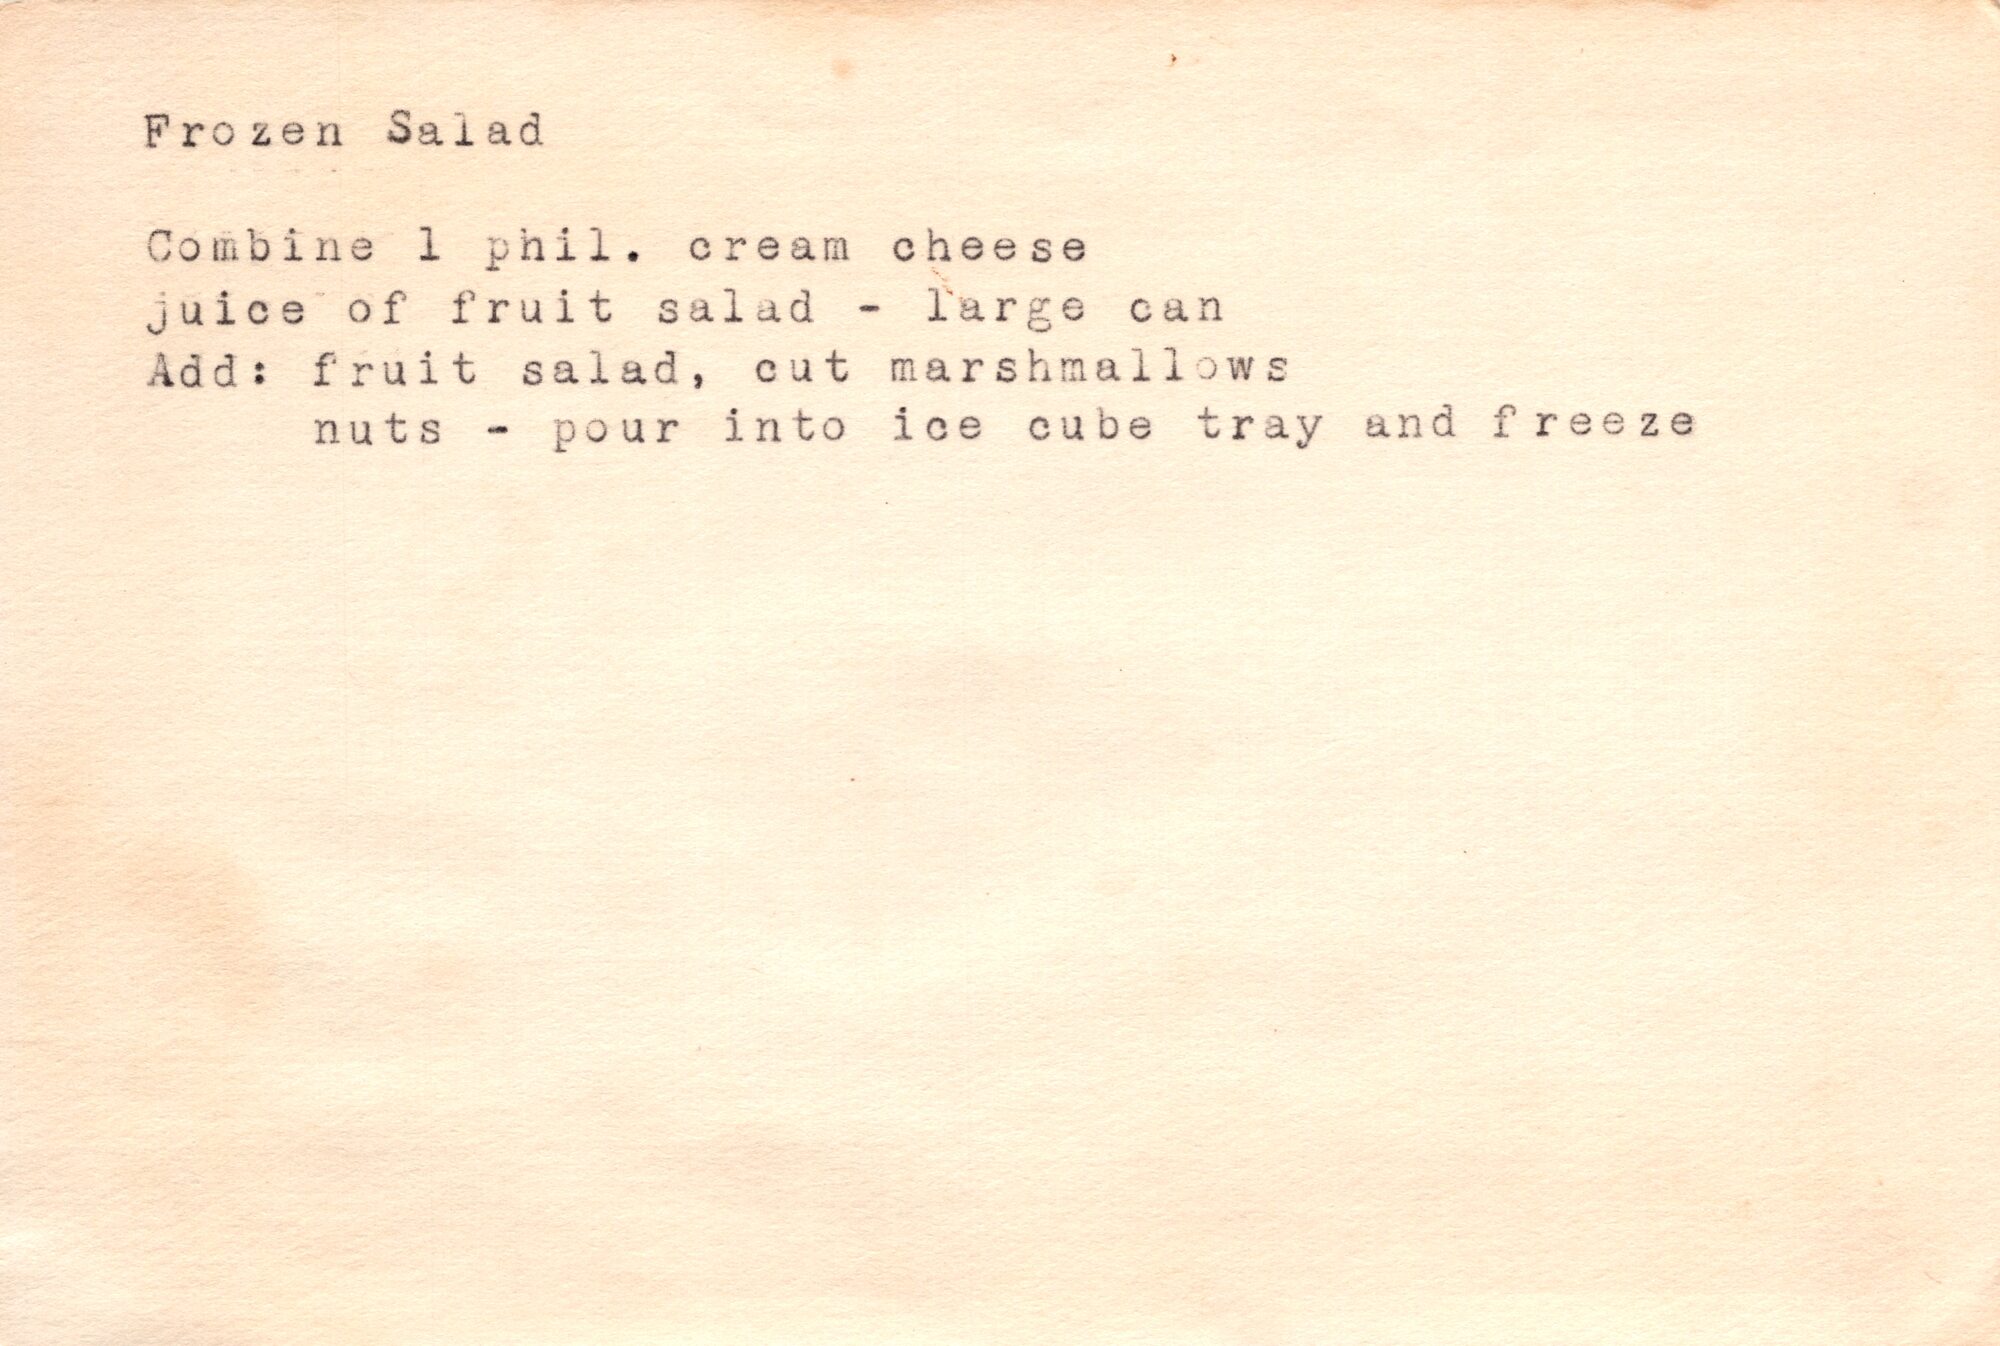 Frozen Salad
Combine 1 phil. cream cheese
juice of fruit salad - large can
Add: fruit salad, cut marshmallows
nuts - pour into ice cube tray and freeze